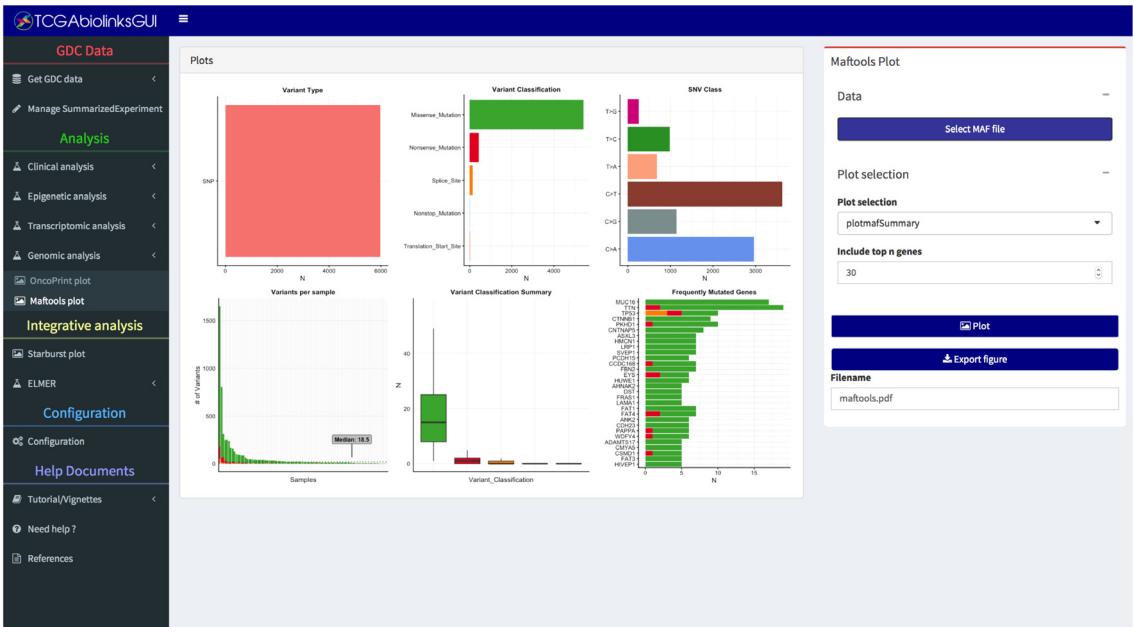 TCGAbiolinksGUI
GDC Data
Get GDC data
Manage SummarizedExperiment
Analysis
Clinical analysis
Epigenetic analysis
Transcriptomic analysis
Genomic analysis
OncoPrint plot
Maftools plot
Integrative analysis
Starburst plot
ELMER
Configuration
Configuration
Help Documents
Tutorial/Vignettes
Need help ?
References
Plots
Variant Type
SNP
0 2000 4000 6000
N
Variant Classification
Missense_Mutation
Nonsense_Mutation
Splice_Site
Nonstop_Mutation
Translation_Start_Site
0 2000 4000
N
SNV Class
T>G
T>C
T>A
C>T
C>G
C>A
0 1000 2000 3000
N
Variants per sample
# of Variants
1500
1000
500
0
Median: 18.5
Samples
Variant Classification Summary
N
40
20
0
Variant_Classification
Frequently Mutated Genes
MUC16
TTN
TP53
CTNNB1
PKHD1
CNTNAP5
ASXL3
HMCN1
LRP1
SVEP1
PCDH15
CCDC168
FBN2
EYS
HUWE1
AHNAK2
DST
FRAS1
LAMA1
FAT1
FAT4
ANK2
CDH23
PAPPA
WDFY4
ADAMTS17
CMYA5
CSMD1
FAT3
HIVEP1
0 5 10 15
N
Maftools Plot
Data
Select MAF file
Plot selection
Plot selection
plotmafSummary
Include top n genes
30
Plot
Export figure
Filename
maftools.pdf